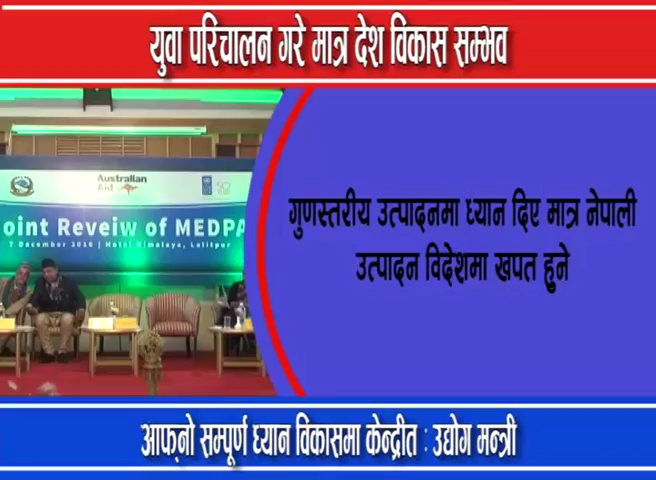 युवा परिचालन गरे मात्र देश विकास सम्भव
Australian
Aid
oint Reveiw of MEDPA
7 December 2016 | Hotel Himalaya, Lalitpur
गुणस्तरीय उत्पादनमा ध्यान दिए मात्र नेपाली
उत्पादन विदेशमा खपत हुने
आफ्नो सम्पूर्ण ध्यान विकासमा केन्द्रीत : उद्योग मन्त्री